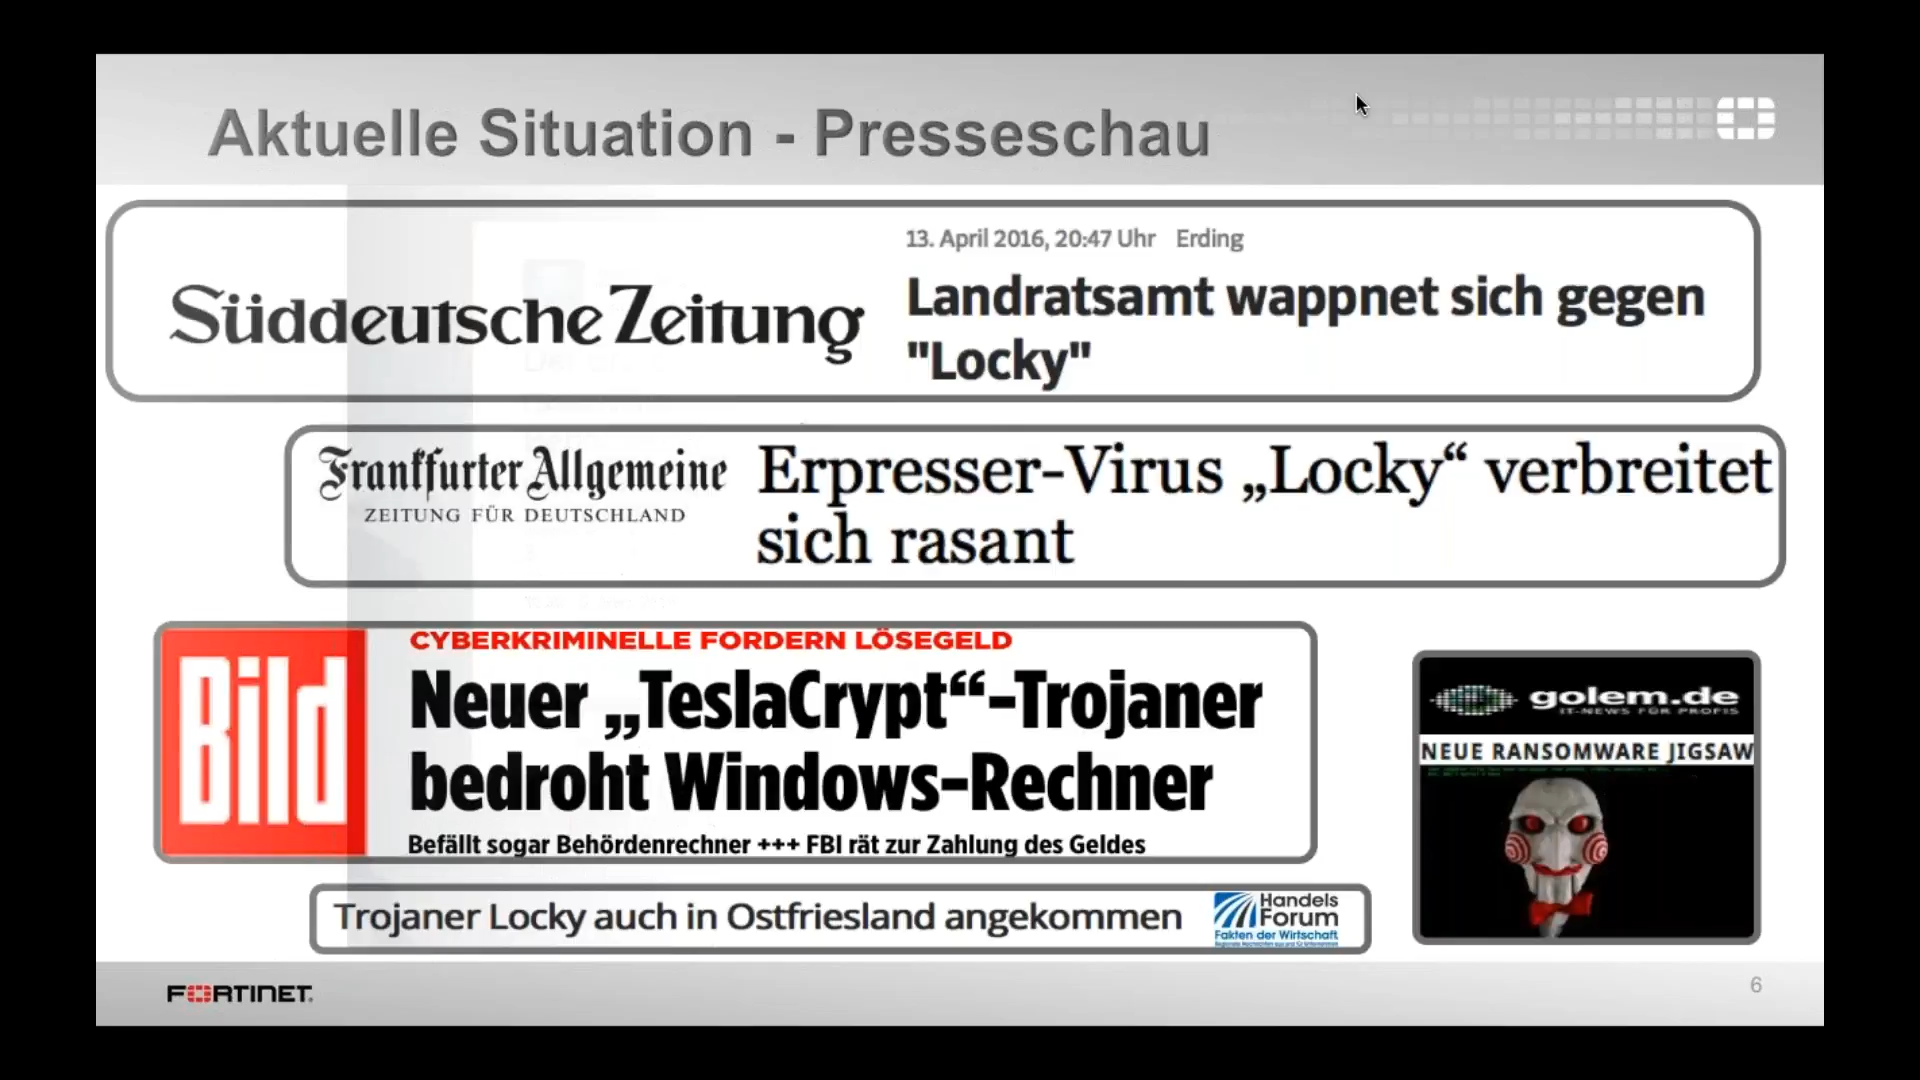 Aktuelle Situation - Presseschau
Süddeutsche Zeitung
13. April 2016, 20:47 Uhr Erding
Landratsamt wappnet sich gegen
"Locky"
Frankfurter Allgemeine
ZEITUNG FÜR DEUTSCHLAND
Erpresser-Virus „Locky“ verbreitet
sich rasant
Bild
CYBERKRIMINELLE FORDERN LÖSEGELD
Neuer „TeslaCrypt“-Trojaner
bedroht Windows-Rechner
Befällt sogar Behördenrechner +++ FBI rät zur Zahlung des Geldes
golem.de
IT-NEWS FÜR PROFIS
NEUE RANSOMWARE JIGSAW
Trojaner Locky auch in Ostfriesland angekommen
Handels
Forum
Fakten der Wirtschaft
FORTINET
6